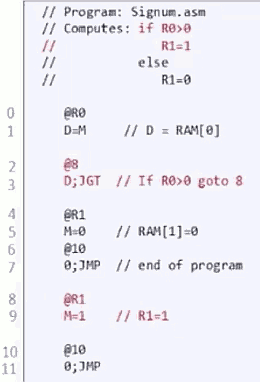 // Program: Signum.asm
// Computes: if R0>0
//              R1=1
//           else
//              R1=0
0    @R0
1    D=M    // D = RAM[0]
2    @8
3    D;JGT  // If R0>0 goto 8
4    @R1
5    M=0    // RAM[1]=0
6    @10
7    0;JMP  // end of program
8    @R1
9    M=1    // R1=1
10   @10
11   0;JMP